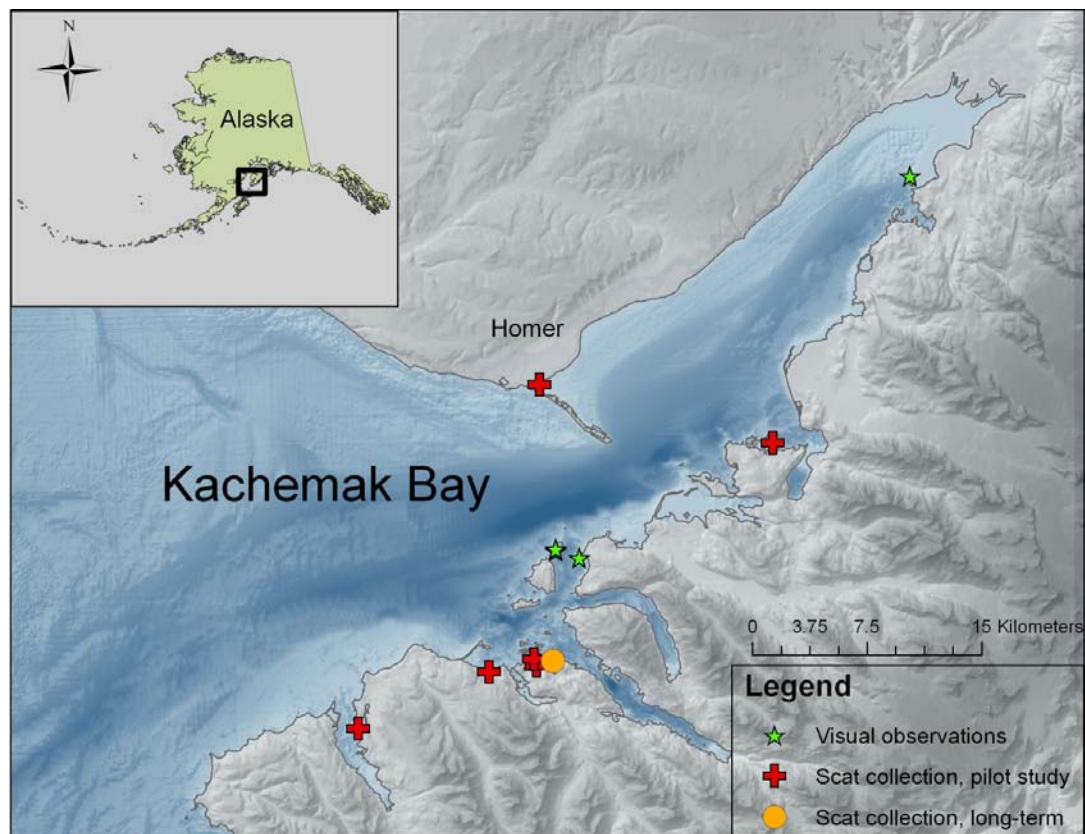 N
Alaska
Homer
Kachemak Bay
0 3.75 7.5 15 Kilometers
Legend
Visual observations
Scat collection, pilot study
Scat collection, long-term